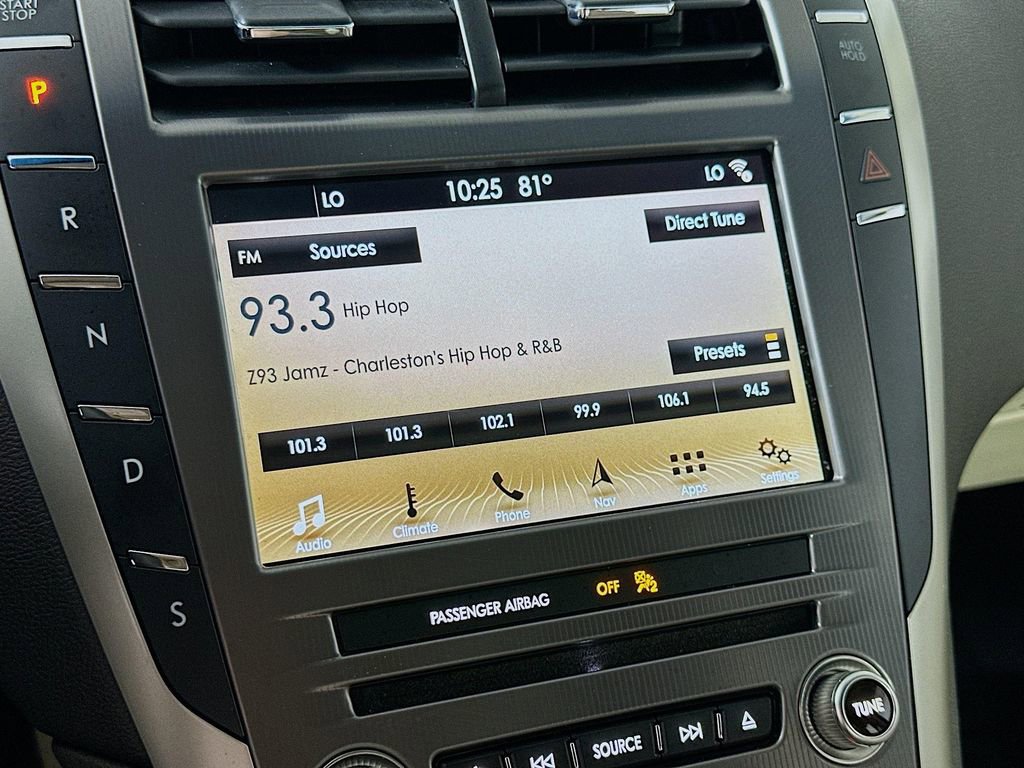 START
STOP
AUTO
HOLD
P
R
N
D
S
LO 10:25 81° LO
FM Sources
Direct Tune
93.3 Hip Hop
Z93 Jamz - Charleston's Hip Hop & R&B
Presets
101.3 101.3 102.1 99.9 106.1 94.5
Audio Climate Phone Nav Apps Settings
PASSENGER AIRBAG OFF 2
SOURCE
TUNE